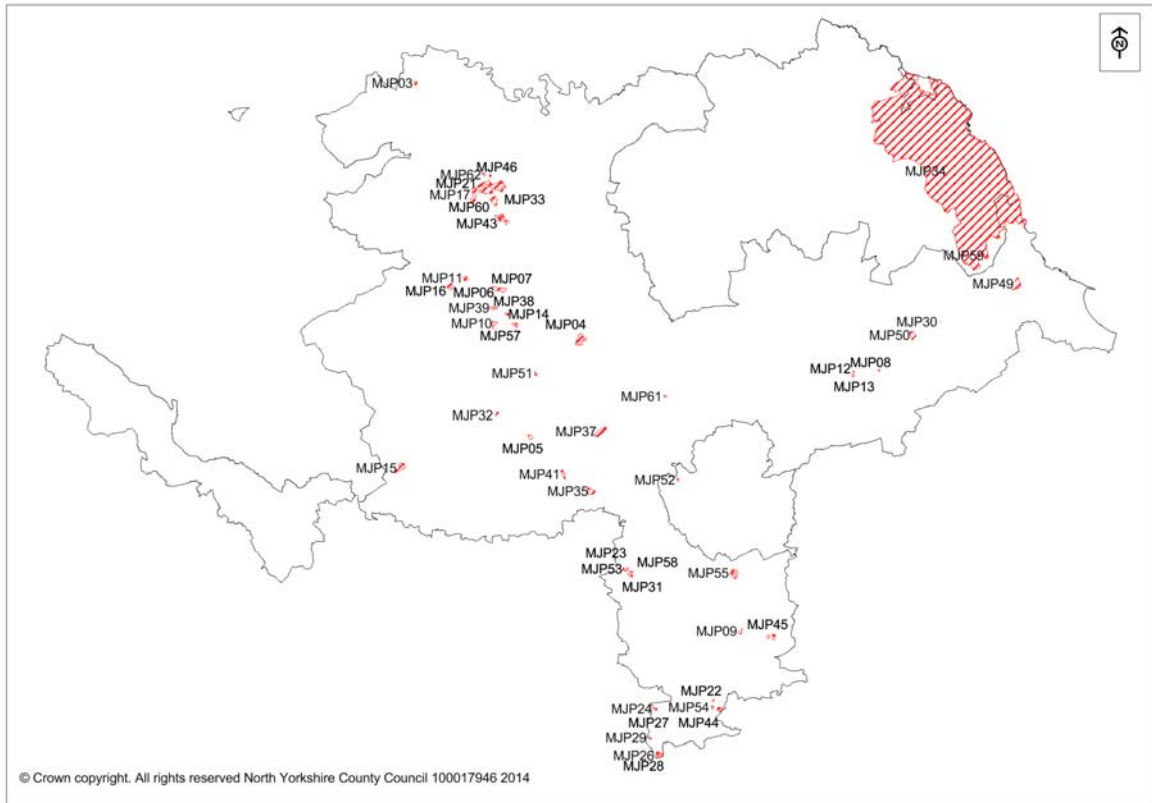 N
MJP03
MJP46
MJP62
MJP21
MJP34
MJP17
MJP33
MJP60
MJP43
MJP59
MJP11
MJP07
MJP49
MJP16
MJP06
MJP38
MJP39
MJP14
MJP30
MJP10
MJP04
MJP57
MJP50
MJP08
MJP51
MJP12
MJP13
MJP61
MJP32
MJP37
MJP05
MJP15
MJP41
MJP52
MJP35
MJP23
MJP58
MJP53
MJP55
MJP31
MJP45
MJP09
MJP22
MJP24
MJP54
MJP27
MJP44
MJP29
MJP26
MJP28
© Crown copyright. All rights reserved North Yorkshire County Council 100017946 2014